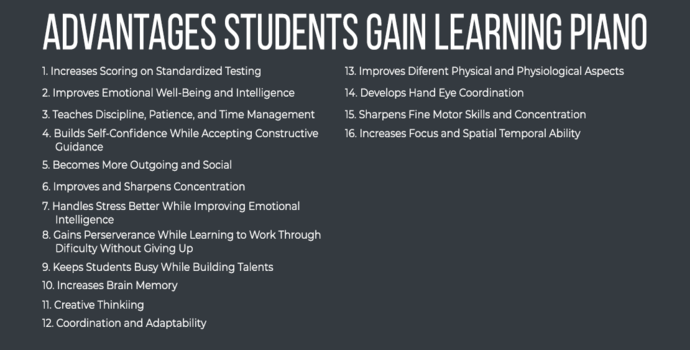 ADVANTAGES STUDENTS GAIN LEARNING PIANO
1. Increases Scoring on Standardized Testing
2. Improves Emotional Well-Being and Intelligence
3. Teaches Discipline, Patience, and Time Management
4. Builds Self-Confidence While Accepting Constructive
Guidance
5. Becomes More Outgoing and Social
6. Improves and Sharpens Concentration
7. Handles Stress Better While Improving Emotional
Intelligence
8. Gains Perserverance While Learning to Work Through
Dificulty Without Giving Up
9. Keeps Students Busy While Building Talents
10. Increases Brain Memory
11. Creative Thinkiing
12. Coordination and Adaptability
13. Improves Diferent Physical and Physiological Aspects
14. Develops Hand Eye Coordination
15. Sharpens Fine Motor Skills and Concentration
16. Increases Focus and Spatial Temporal Ability